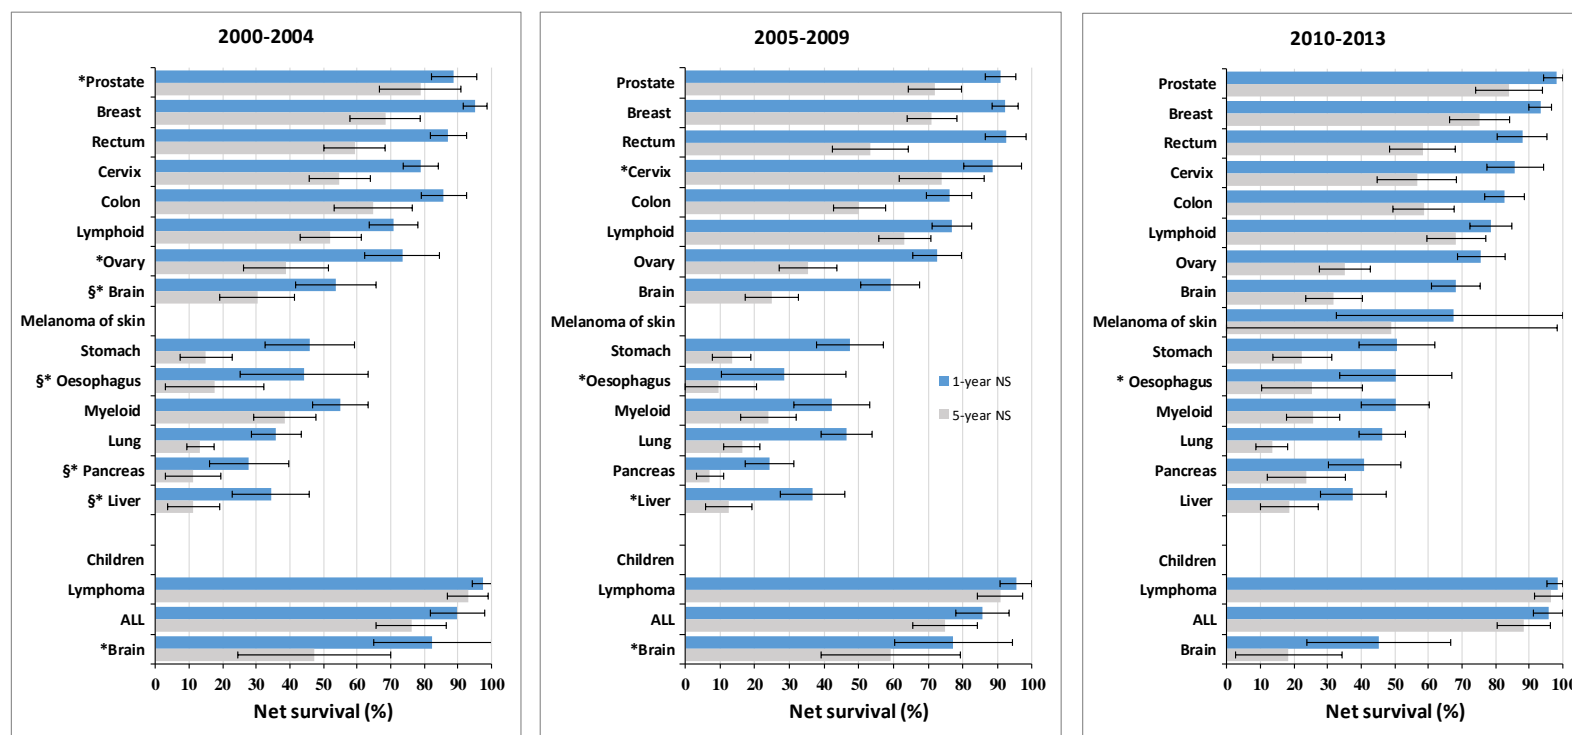 2000-2004
*Prostate
Breast
Rectum
Cervix
Colon
Lymphoid
*Ovary
§* Brain
Melanoma of skin
Stomach
§* Oesophagus
Myeloid
Lung
§* Pancreas
§* Liver
Children
Lymphoma
ALL
*Brain
0 10 20 30 40 50 60 70 80 90 100
Net survival (%)
2005-2009
Prostate
Breast
Rectum
*Cervix
Colon
Lymphoid
Ovary
Brain
Melanoma of skin
Stomach
*Oesophagus
Myeloid
Lung
Pancreas
*Liver
Children
Lymphoma
ALL
*Brain
1-year NS
5-year NS
0 10 20 30 40 50 60 70 80 90 100
Net survival (%)
2010-2013
Prostate
Breast
Rectum
Cervix
Colon
Lymphoid
Ovary
Brain
Melanoma of skin
Stomach
* Oesophagus
Myeloid
Lung
Pancreas
Liver
Children
Lymphoma
ALL
Brain
0 10 20 30 40 50 60 70 80 90 100
Net survival (%)